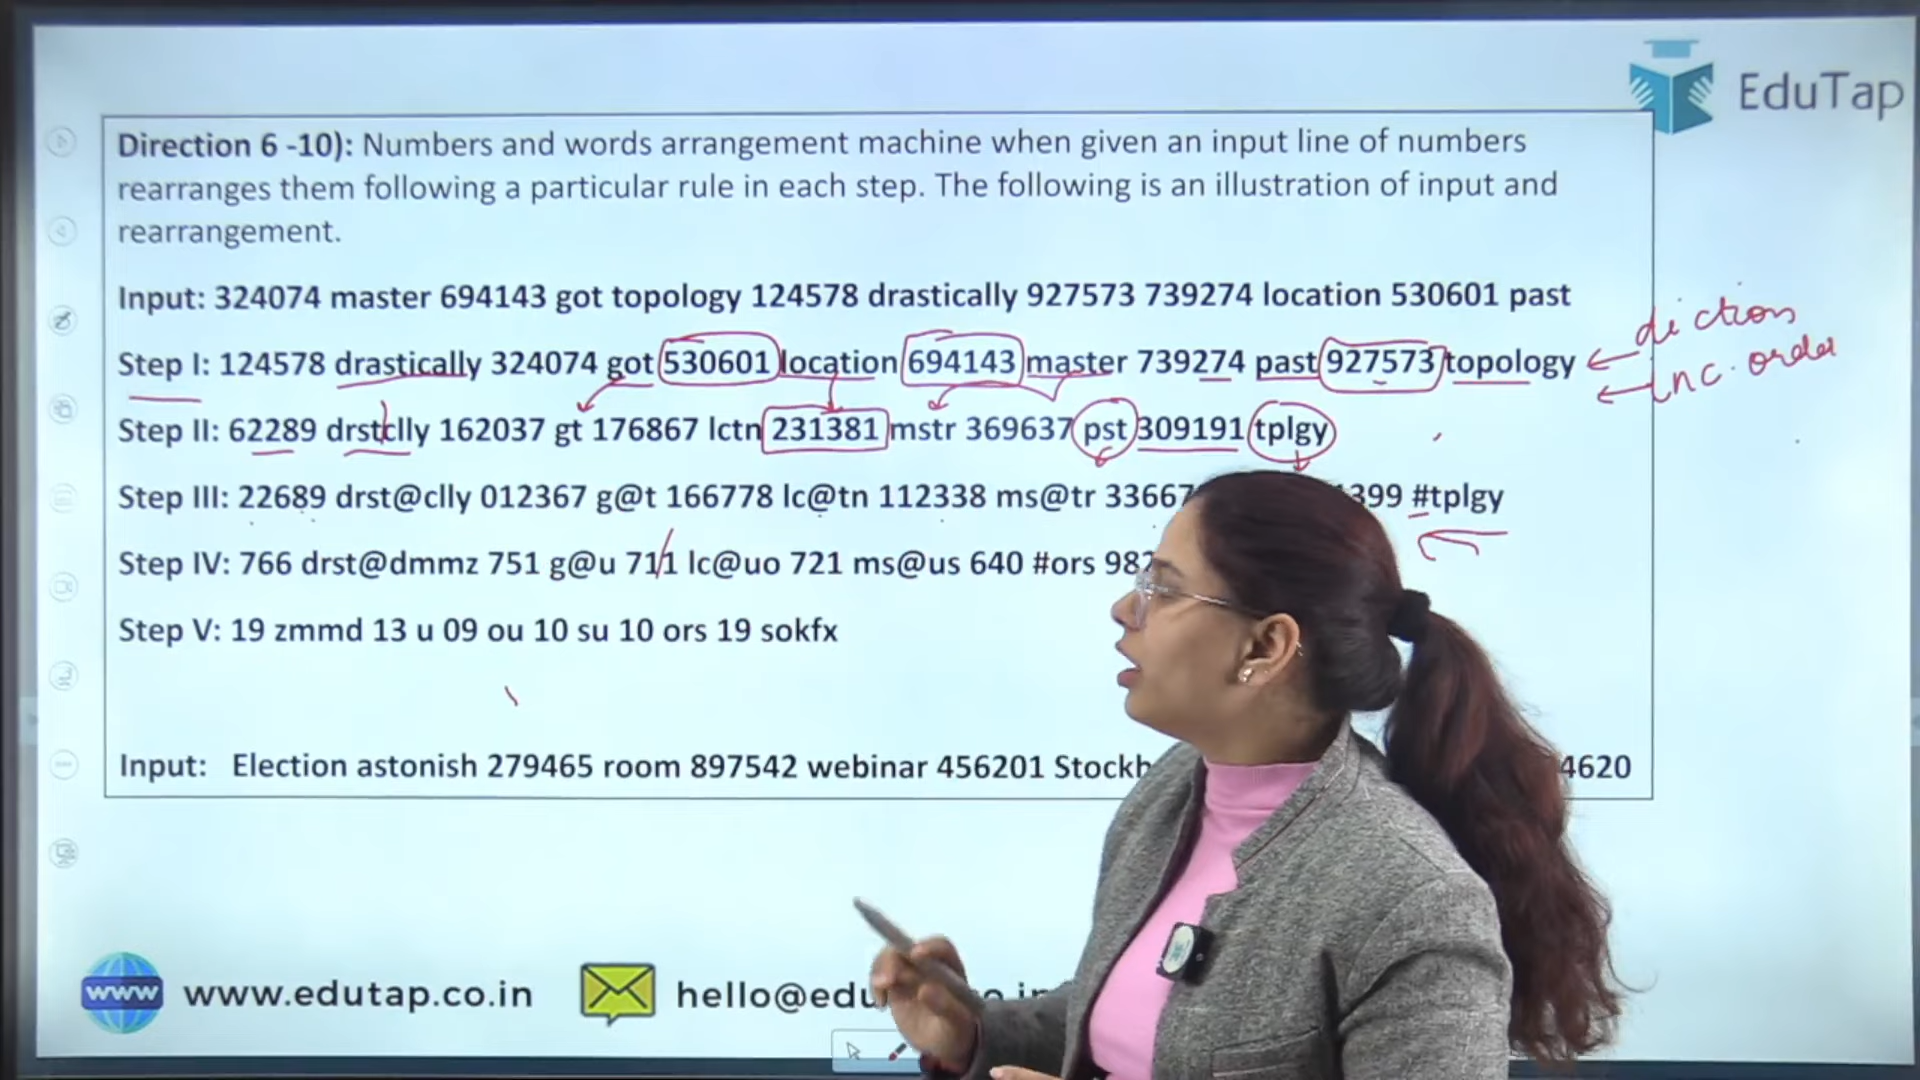 EduTap
Direction 6 -10): Numbers and words arrangement machine when given an input line of numbers
rearranges them following a particular rule in each step. The following is an illustration of input and
rearrangement.
Input: 324074 master 694143 got topology 124578 drastically 927573 739274 location 530601 past
diction
Step I: 124578 drastically 324074 got 530601 location 694143 master 739274 past 927573 topology
Inc. order
Step II: 62289 drstclly 162037 gt 176867 lctn 231381 mstr 369637 pst 309191 tplgy
Step III: 22689 drst@clly 012367 g@t 166778 lc@tn 112338 ms@tr 33667 399 #tplgy
Step IV: 766 drst@dmmz 751 g@u 711 lc@uo 721 ms@us 640 #ors 982
Step V: 19 zmmd 13 u 09 ou 10 su 10 ors 19 sokfx
Input: Election astonish 279465 room 897542 webinar 456201 Stockh 4620
www www.edutap.co.in hello@edu